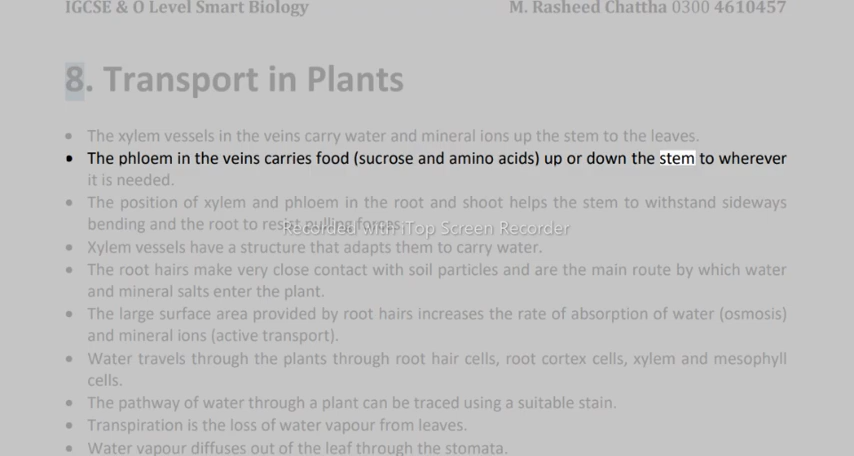 IGCSE & O Level Smart Biology M. Rasheed Chattha 0300 4610457
8. Transport in Plants
• The xylem vessels in the veins carry water and mineral ions up the stem to the leaves.
• The phloem in the veins carries food (sucrose and amino acids) up or down the stem to wherever
it is needed.
• The position of xylem and phloem in the root and shoot helps the stem to withstand sideways
bending and the root to resist pulling forces.
Recorded with iTop Screen Recorder
• Xylem vessels have a structure that adapts them to carry water.
• The root hairs make very close contact with soil particles and are the main route by which water
and mineral salts enter the plant.
• The large surface area provided by root hairs increases the rate of absorption of water (osmosis)
and mineral ions (active transport).
• Water travels through the plants through root hair cells, root cortex cells, xylem and mesophyll
cells.
• The pathway of water through a plant can be traced using a suitable stain.
• Transpiration is the loss of water vapour from leaves.
• Water vapour diffuses out of the leaf through the stomata.